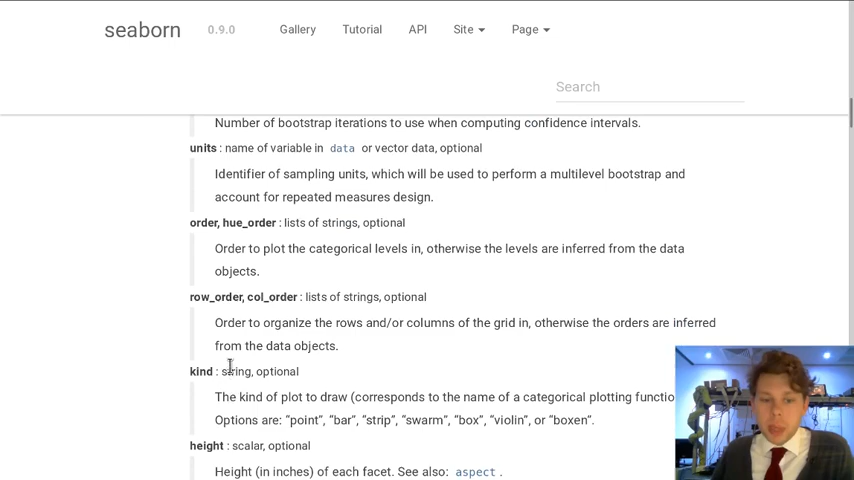 seaborn 0.9.0 Gallery Tutorial API Site Page
Search
Number of bootstrap iterations to use when computing confidence intervals.
units : name of variable in data or vector data, optional
Identifier of sampling units, which will be used to perform a multilevel bootstrap and
account for repeated measures design.
order, hue_order : lists of strings, optional
Order to plot the categorical levels in, otherwise the levels are inferred from the data
objects.
row_order, col_order : lists of strings, optional
Order to organize the rows and/or columns of the grid in, otherwise the orders are inferred
from the data objects.
kind : string, optional
The kind of plot to draw (corresponds to the name of a categorical plotting
Options are: “point”, “bar”, “strip”, “swarm”, “box”, “violin”, or “boxen”.
height : scalar, optional
Height (in inches) of each facet. See also: aspect .